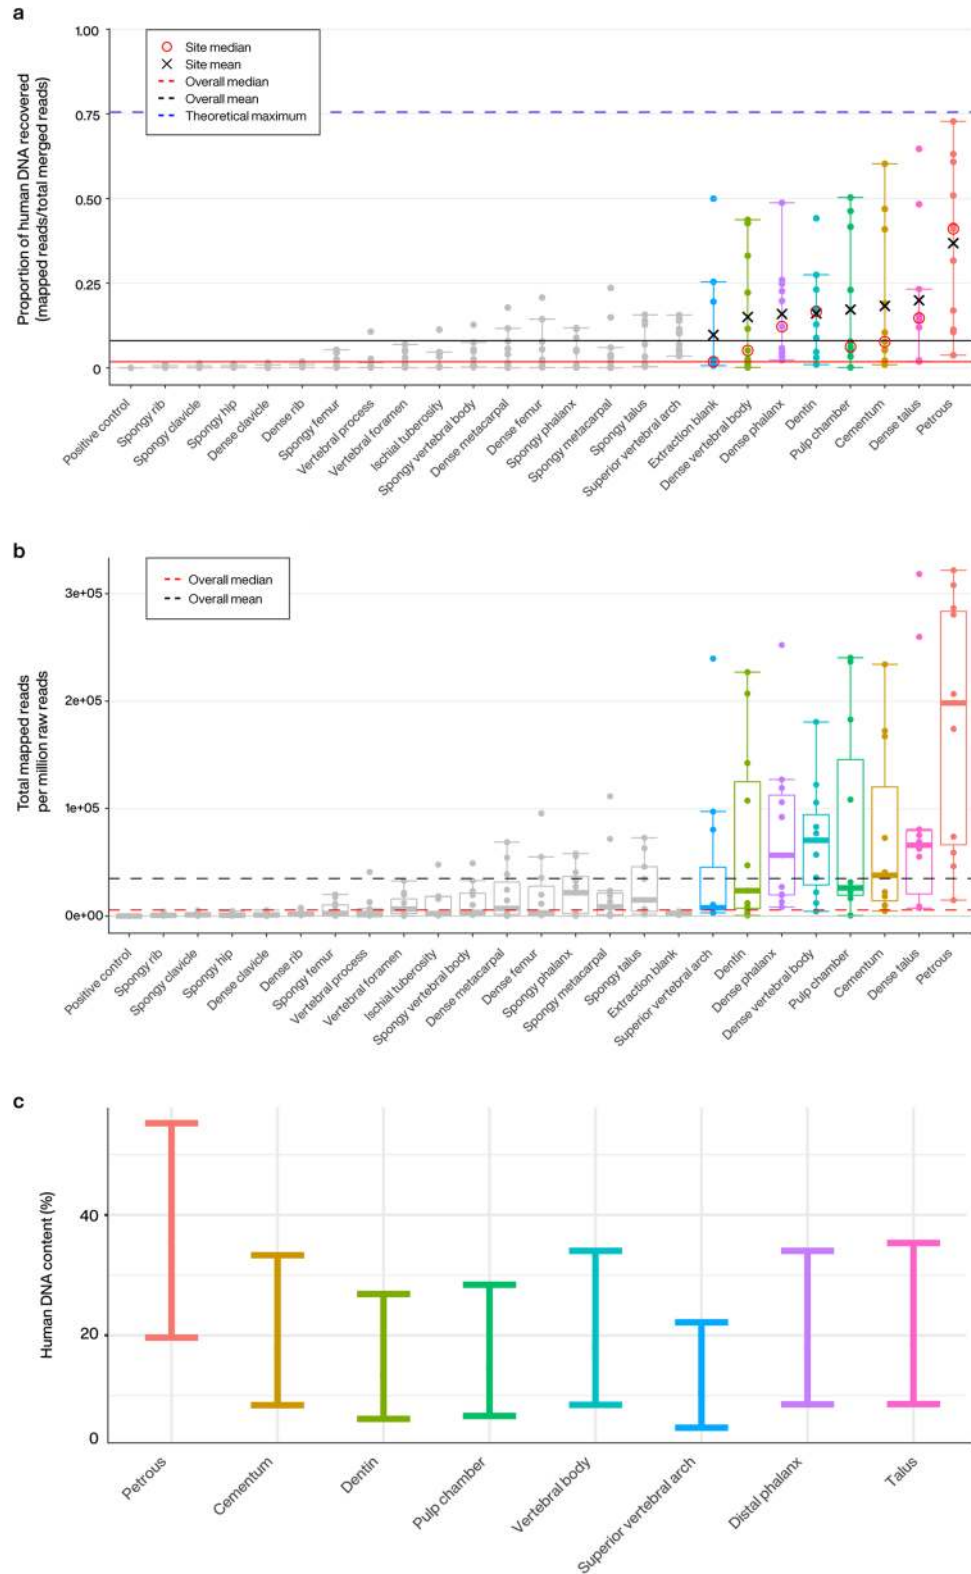 a
Proportion of human DNA recovered
(mapped reads/total merged reads)
1.00
0.75
0.50
0.25
0
Site median
Site mean
Overall median
Overall mean
Theoretical maximum
Positive control
Spongy rib
Spongy clavicle
Spongy hip
Dense clavicle
Dense rib
Spongy femur
Vertebral process
Vertebral foramen
Ischial tuberosity
Spongy vertebral body
Dense metacarpal
Dense femur
Spongy phalanx
Spongy metacarpal
Spongy talus
Superior vertebral arch
Extraction blank
Dense vertebral body
Dense phalanx
Dentin
Pulp chamber
Cementum
Dense talus
Petrous
b
Total mapped reads
per million raw reads
3e+05
2e+05
1e+05
0e+00
Overall median
Overall mean
Positive control
Spongy rib
Spongy clavicle
Spongy hip
Dense clavicle
Dense rib
Spongy femur
Vertebral process
Vertebral foramen
Ischial tuberosity
Spongy vertebral body
Dense metacarpal
Dense femur
Spongy phalanx
Spongy metacarpal
Spongy talus
Extraction blank
Superior vertebral arch
Dentin
Dense phalanx
Dense vertebral body
Pulp chamber
Cementum
Dense talus
Petrous
c
Human DNA content (%)
40
20
0
Petrous
Cementum
Dentin
Pulp chamber
Vertebral body
Superior vertebral arch
Distal phalanx
Talus